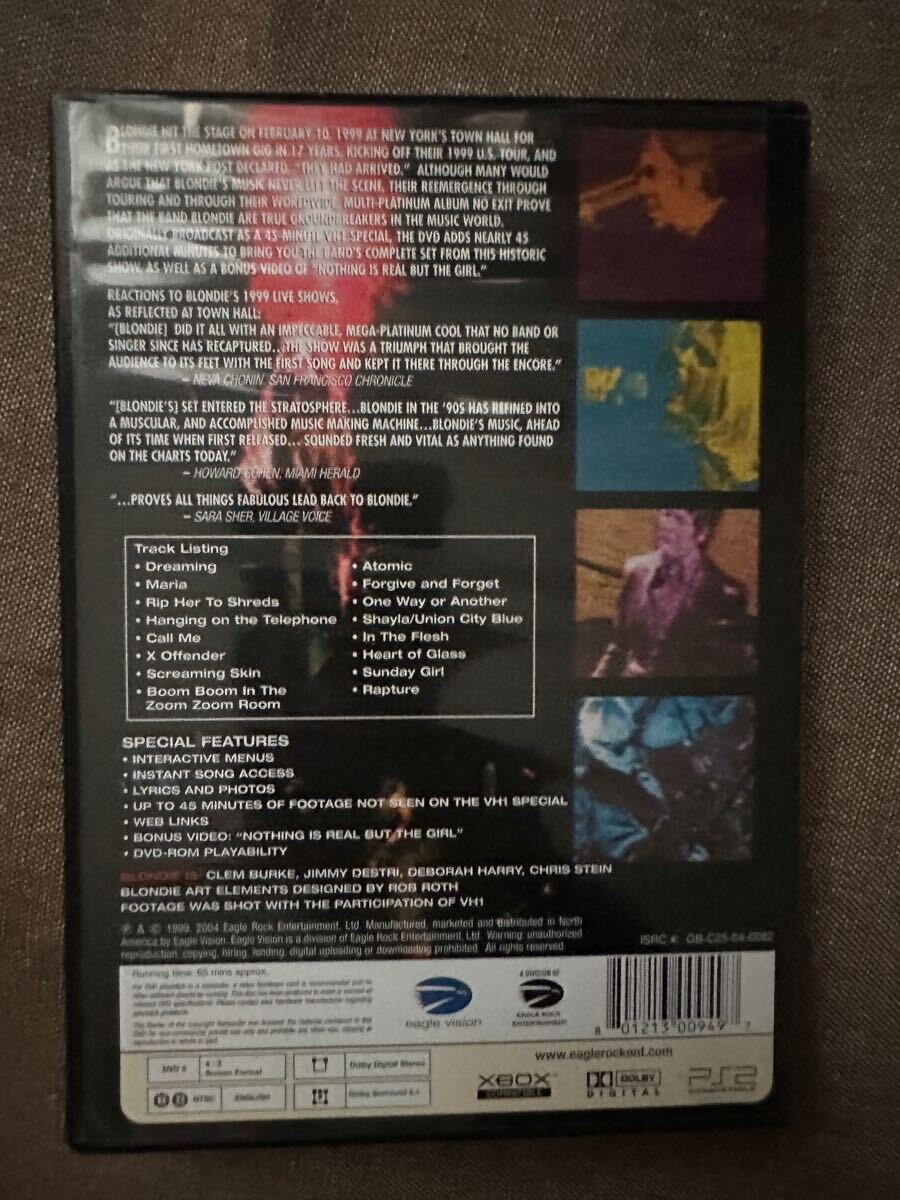 BLONDIE HIT THE STAGE ON FEBRUARY 10, 1999 AT NEW YORK'S TOWN HALL FOR
THEIR FIRST HOMETOWN GIG IN 17 YEARS, KICKING OFF THEIR 1999 U.S. TOUR, AND
AS THE NEW YORK POST DECLARED, "THEY HAD ARRIVED." ALTHOUGH MANY WOULD
ARGUE THAT BLONDIE'S MUSIC NEVER LEFT THE SCENE, THEIR REEMERGENCE THROUGH
TOURING AND THROUGH THEIR WORLDWIDE, MULTI-PLATINUM ALBUM NO EXIT PROVE
THAT THE BAND BLONDIE ARE TRUE GROUNDBREAKERS IN THE MUSIC WORLD.
ORIGINALLY BROADCAST AS A 45-MINUTE VH1 SPECIAL, THE DVD ADDS NEARLY 45
ADDITIONAL MINUTES TO BRING YOU THE BAND'S COMPLETE SET FROM THIS HISTORIC
SHOW, AS WELL AS A BONUS VIDEO OF "NOTHING IS REAL BUT THE GIRL."
REACTIONS TO BLONDIE'S 1999 LIVE SHOWS,
AS REFLECTED AT TOWN HALL:
"[BLONDIE] DID IT ALL WITH AN IMPECCABLE, MEGA-PLATINUM COOL THAT NO BAND OR
SINGER SINCE HAS RECAPTURED...THE SHOW WAS A TRIUMPH THAT BROUGHT THE
AUDIENCE TO ITS FEET WITH THE FIRST SONG AND KEPT IT THERE THROUGH THE ENCORE."
– NEVA CHONIN, SAN FRANCISCO CHRONICLE
"[BLONDIE'S] SET ENTERED THE STRATOSPHERE...BLONDIE IN THE '90S HAS REFINED INTO
A MUSCULAR, AND ACCOMPLISHED MUSIC MAKING MACHINE...BLONDIE'S MUSIC, AHEAD
OF ITS TIME WHEN FIRST RELEASED... SOUNDED FRESH AND VITAL AS ANYTHING FOUND
ON THE CHARTS TODAY."
– HOWARD COHEN, MIAMI HERALD
"...PROVES ALL THINGS FABULOUS LEAD BACK TO BLONDIE."
– SARA SHER, VILLAGE VOICE
Track Listing
• Dreaming
• Maria
• Rip Her To Shreds
• Hanging on the Telephone
• Call Me
• X Offender
• Screaming Skin
• Boom Boom In The
Zoom Zoom Room
• Atomic
• Forgive and Forget
• One Way or Another
• Shayla/Union City Blue
• In The Flesh
• Heart of Glass
• Sunday Girl
• Rapture
SPECIAL FEATURES
• INTERACTIVE MENUS
• INSTANT SONG ACCESS
• LYRICS AND PHOTOS
• UP TO 45 MINUTES OF FOOTAGE NOT SEEN ON THE VH1 SPECIAL
• WEB LINKS
• BONUS VIDEO: "NOTHING IS REAL BUT THE GIRL"
• DVD-ROM PLAYABILITY
BLONDIE IS: CLEM BURKE, JIMMY DESTRI, DEBORAH HARRY, CHRIS STEIN
BLONDIE ART ELEMENTS DESIGNED BY ROB ROTH
FOOTAGE WAS SHOT WITH THE PARTICIPATION OF VH1
℗ & © 1999, 2004 Eagle Rock Entertainment, Ltd. Manufactured, marketed and distributed in North
America by Eagle Vision. Eagle Vision is a division of Eagle Rock Entertainment, Ltd. Warning: unauthorized
reproduction, copying, hiring, lending, digital uploading or downloading prohibited. All rights reserved.
ISRC #: GB-C25-04-0082
Running time: 65 mins approx.
eagle vision
A DIVISION OF
EAGLE ROCK
ENTERTAINMENT
8 01213 00949 7
www.eaglerockent.com
DVD 5
4:3
Screen Format
Dolby Digital Stereo
NTSC
ENGLISH
Dolby Surround 5.1
XBOX
COMPATIBLE
DOLBY
DIGITAL
PS2